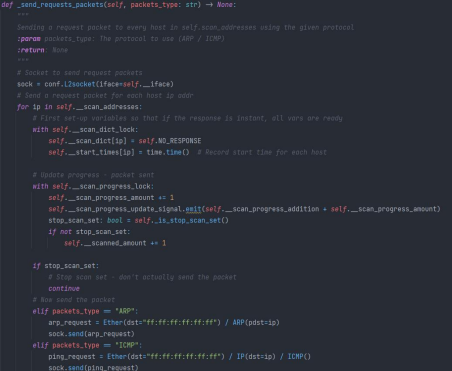 def _send_requests_packets(self, packets_type: str) -> None:
"""
Sending a request packet to every host in self.scan_addresses using the given protocol
:param packets_type: The protocol to use (ARP / ICMP)
:return: None
"""
# Socket to send request packets
sock = conf.L2socket(iface=self.__iface)
# Send a request packet for each host ip addr
for ip in self.__scan_addresses:
# First set-up variables so that if the response is instant, all vars are ready
with self.__scan_dict_lock:
self.__scan_dict[ip] = self.NO_RESPONSE
self.__start_times[ip] = time.time()  # Record start time for each host
# Update progress - packet sent
with self.__scan_progress_lock:
self.__scan_progress_amount += 1
self.__scan_progress_update_signal.emit(self.__scan_progress_addition + self.__scan_progress_amount)
stop_scan_set: bool = self._is_stop_scan_set()
if not stop_scan_set:
self.__scanned_amount += 1
if stop_scan_set:
# Stop scan set - don't actually send the packet
continue
# Now send the packet
elif packets_type == "ARP":
arp_request = Ether(dst="ff:ff:ff:ff:ff:ff") / ARP(pdst=ip)
sock.send(arp_request)
elif packets_type == "ICMP":
ping_request = Ether(dst="ff:ff:ff:ff:ff:ff") / IP(dst=ip) / ICMP()
sock.send(ping_request)